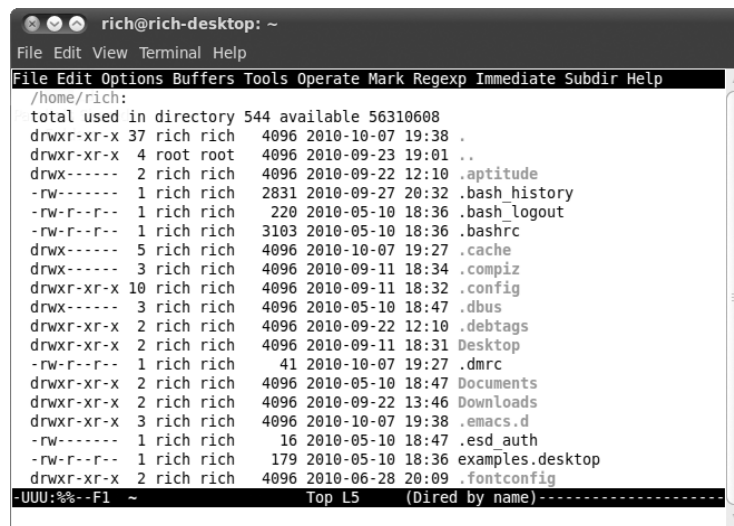 rich@rich-desktop: ~
File Edit View Terminal Help
File Edit Options Buffers Tools Operate Mark Regexp Immediate Subdir Help
/home/rich:
total used in directory 544 available 56310608
drwxr-xr-x 37 rich rich 4096 2010-10-07 19:38 .
drwxr-xr-x 4 root root 4096 2010-09-23 19:01 ..
drwx------ 2 rich rich 4096 2010-09-22 12:10 .aptitude
-rw------- 1 rich rich 2831 2010-09-27 20:32 .bash_history
-rw-r--r-- 1 rich rich 220 2010-05-10 18:36 .bash_logout
-rw-r--r-- 1 rich rich 3103 2010-05-10 18:36 .bashrc
drwx------ 5 rich rich 4096 2010-10-07 19:27 .cache
drwx------ 3 rich rich 4096 2010-09-11 18:34 .compiz
drwxr-xr-x 10 rich rich 4096 2010-09-11 18:32 .config
drwx------ 3 rich rich 4096 2010-05-10 18:47 .dbus
drwxr-xr-x 2 rich rich 4096 2010-09-22 12:10 .debtags
drwxr-xr-x 2 rich rich 4096 2010-09-11 18:31 Desktop
-rw-r--r-- 1 rich rich 41 2010-10-07 19:27 .dmrc
drwxr-xr-x 2 rich rich 4096 2010-05-10 18:47 Documents
drwxr-xr-x 2 rich rich 4096 2010-09-22 13:46 Downloads
drwxr-xr-x 3 rich rich 4096 2010-10-07 19:38 .emacs.d
-rw------- 1 rich rich 16 2010-05-10 18:47 .esd_auth
-rw-r--r-- 1 rich rich 179 2010-05-10 18:36 examples.desktop
drwxr-xr-x 2 rich rich 4096 2010-06-28 20:09 .fontconfig
-UUU:%%--F1 ~ Top L5 (Dired by name)---------------------